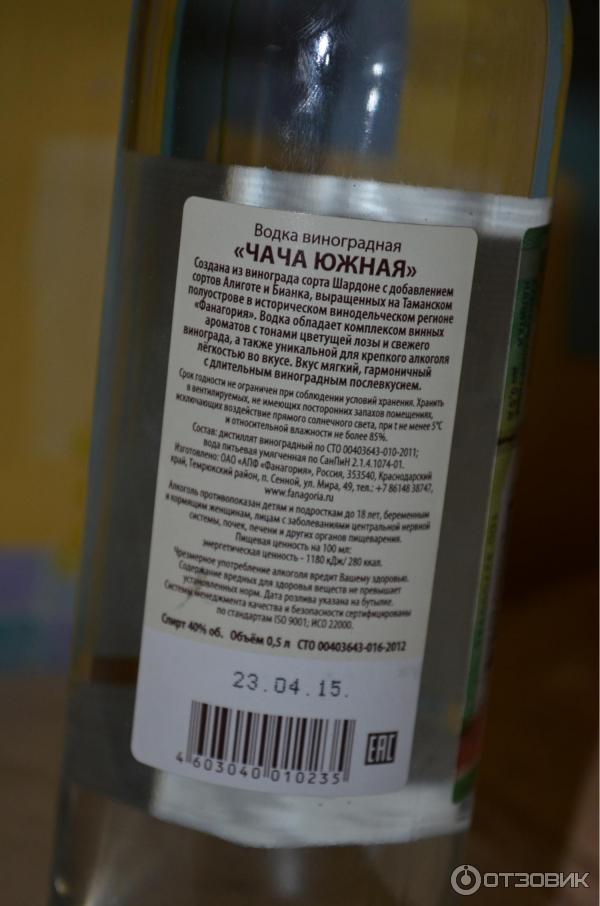 Водка виноградная
«ЧАЧА ЮЖНАЯ»
Создана из винограда сорта Шардоне с добавлением
сортов Алиготе и Бианка, выращенных на Таманском
полуострове в историческом винодельческом регионе
«Фанагория». Водка обладает комплексом винных
ароматов с тонами цветущей лозы и свежего
винограда, а также уникальной для крепкого алкоголя
лёгкостью во вкусе. Вкус мягкий, гармоничный
с длительным виноградным послевкусием.
Срок годности не ограничен при соблюдении условий хранения. Хранить
в вентилируемых, не имеющих посторонних запахов помещениях,
исключающих воздействие прямого солнечного света, при t не менее 5°С
и относительной влажности не более 85%.
Состав: дистиллят виноградный по СТО 00403643-010-2011;
вода питьевая умягченная по СанПиН 2.1.4.1074-01.
Изготовлено: ОАО «АПФ «Фанагория», Россия, 353540, Краснодарский
край, Темрюкский район, п. Сенной, ул. Мира, 49, тел.: +7 86148 38747,
www.fanagoria.ru
Алкоголь противопоказан детям и подросткам до 18 лет, беременным
и кормящим женщинам, лицам с заболеваниями центральной нервной
системы, почек, печени и других органов пищеварения.
Пищевая ценность на 100 мл:
энергетическая ценность - 1180 кДж/ 280 ккал.
Чрезмерное употребление алкоголя вредит Вашему здоровью.
Содержание вредных для здоровья веществ не превышает
установленных норм. Дата розлива указана на бутылке.
Системы менеджмента качества и безопасности сертифицированы
по стандартам ISO 9001; ИСО 22000.
Спирт 40% об. Объём 0,5 л СТО 00403643-016-2012
23.04.15.
4 603040 010235
EAC
ОТЗОВИК